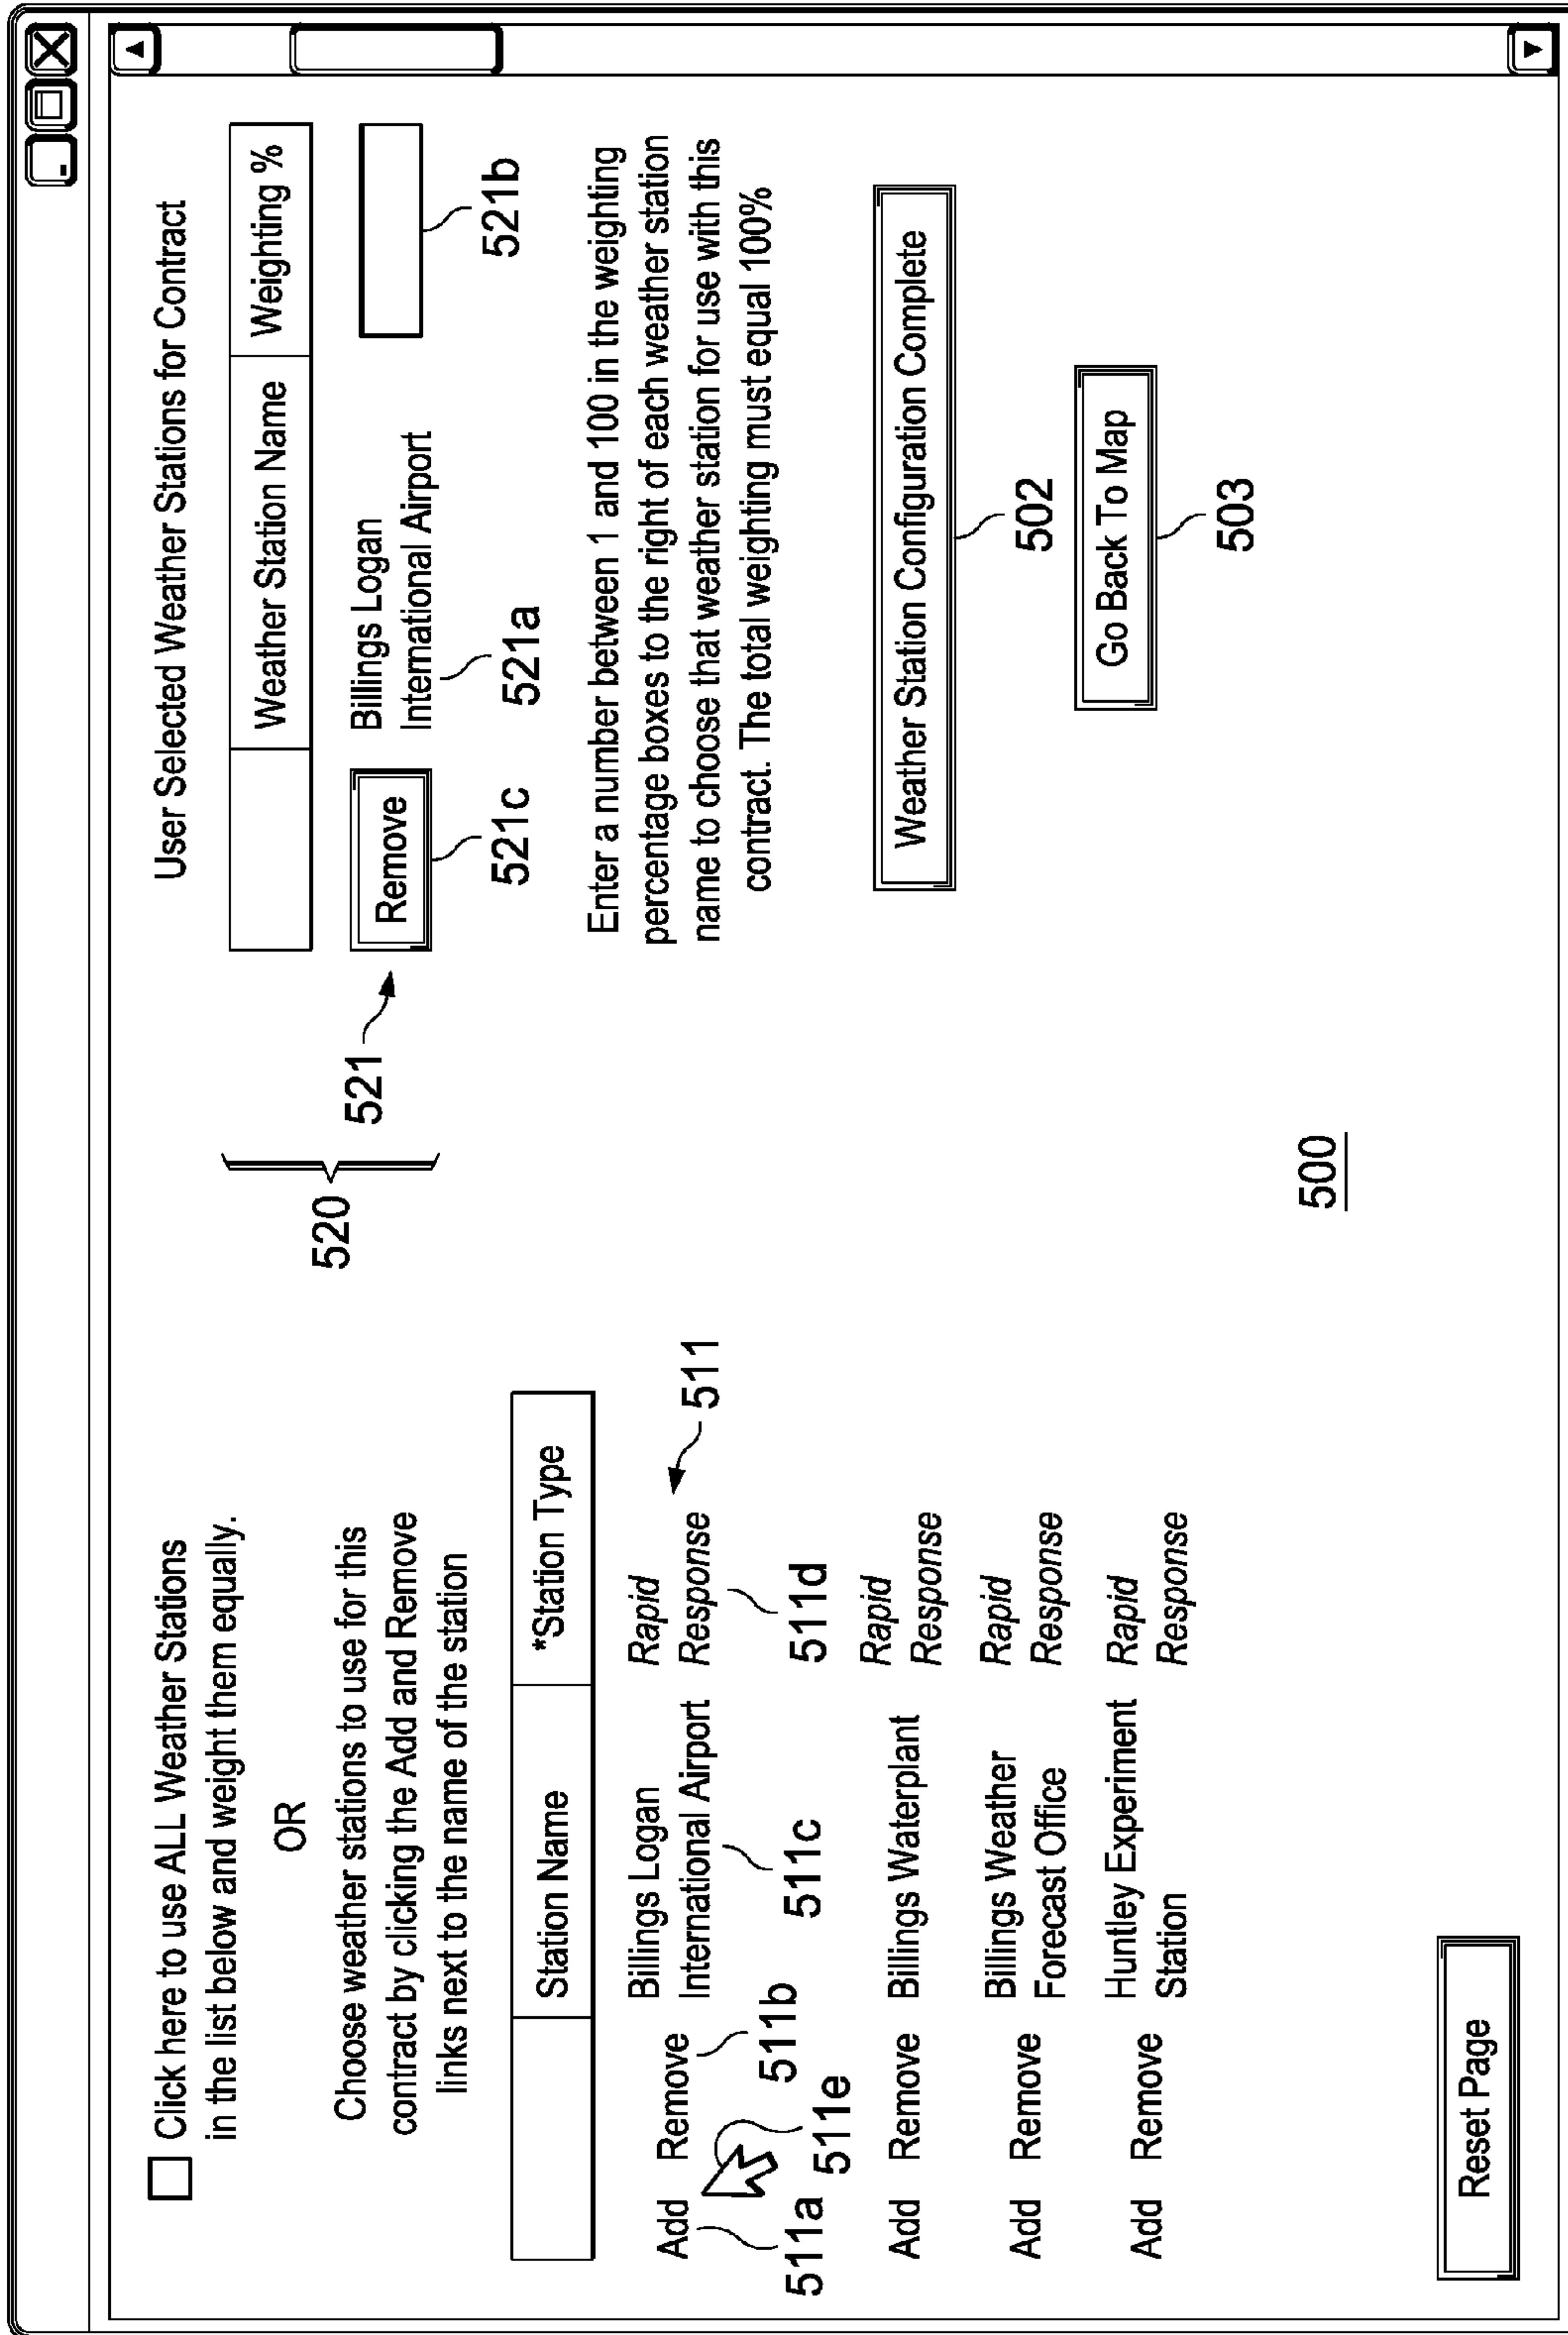 Click here to use ALL Weather Stations
in the list below and weight them equally.
OR
Choose weather stations to use for this
contract by clicking the Add and Remove
links next to the name of the station
Station Name
*Station Type
Add
Remove
Billings Logan
International Airport
Rapid
Response
511
511a
511e
511b
511c
511d
Add
Remove
Billings Waterplant
Rapid
Response
Add
Remove
Billings Weather
Forecast Office
Rapid
Response
Add
Remove
Huntley Experiment
Station
Rapid
Response
Reset Page
User Selected Weather Stations for Contract
Weather Station Name
Weighting %
520
521
Remove
Billings Logan
International Airport
521c
521a
521b
Enter a number between 1 and 100 in the weighting
percentage boxes to the right of each weather station
name to choose that weather station for use with this
contract. The total weighting must equal 100%
Weather Station Configuration Complete
502
Go Back To Map
503
500